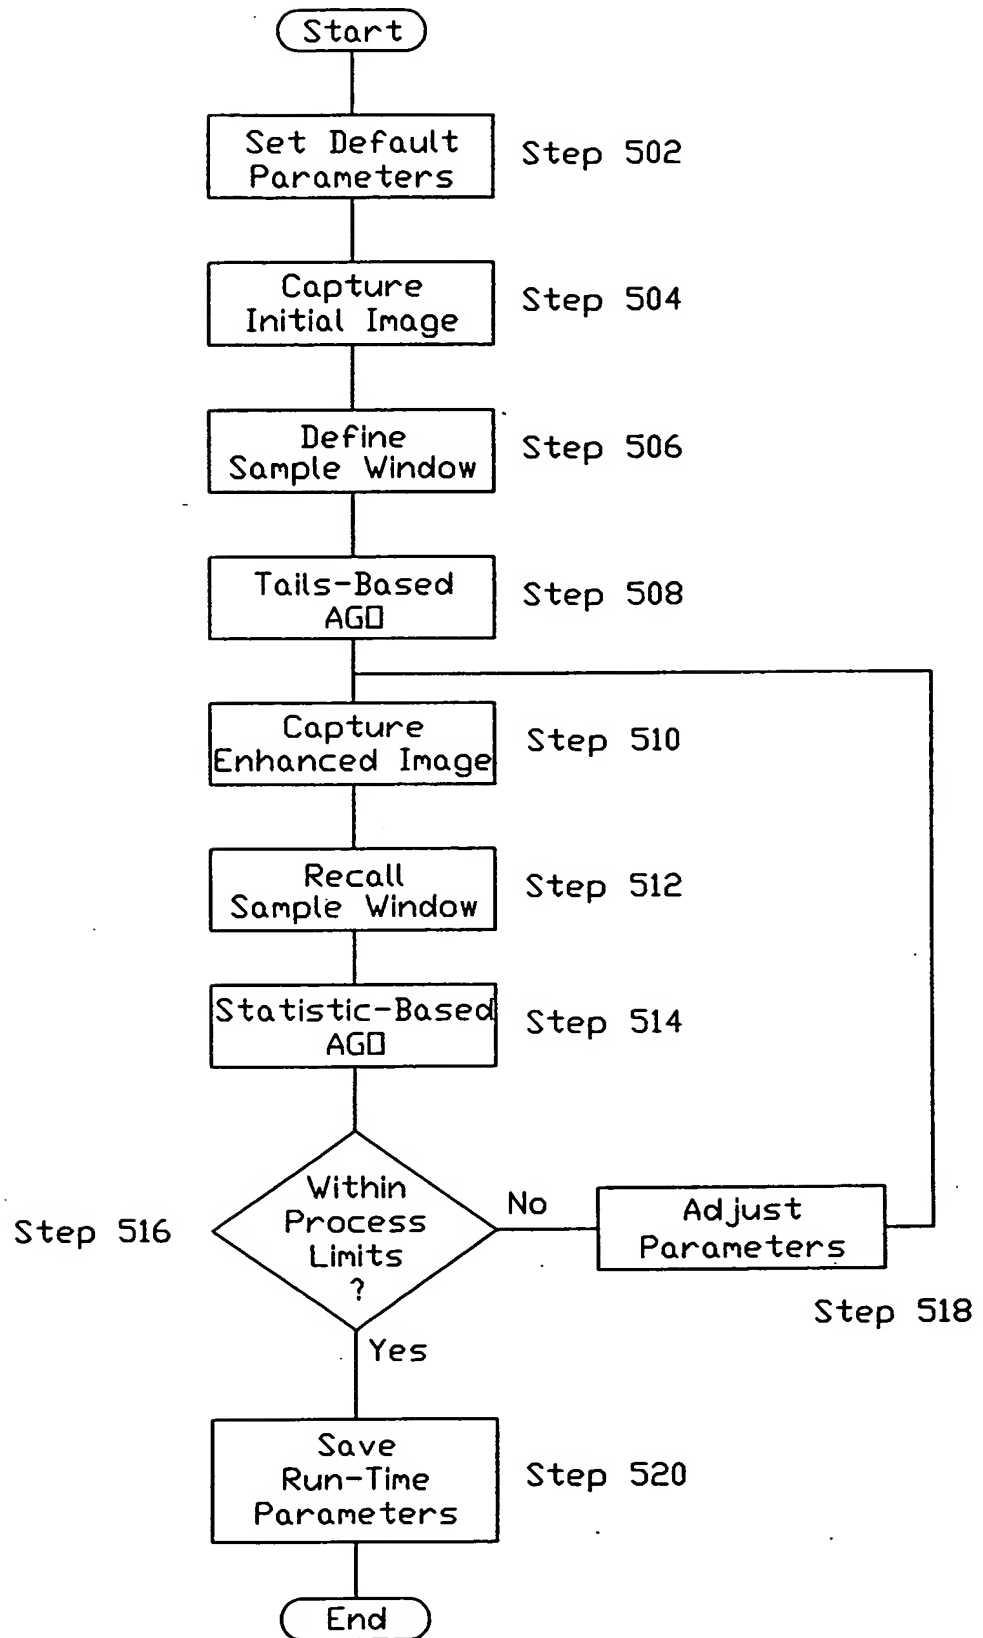 Start
Set Default
Parameters
Step 502
Capture
Initial Image
Step 504
Define
Sample Window
Step 506
Tails-Based
AGO
Step 508
Capture
Enhanced Image
Step 510
Recall
Sample Window
Step 512
Statistic-Based
AGO
Step 514
Within
Process
Limits
?
Step 516
No
Adjust
Parameters
Step 518
Yes
Save
Run-Time
Parameters
Step 520
End